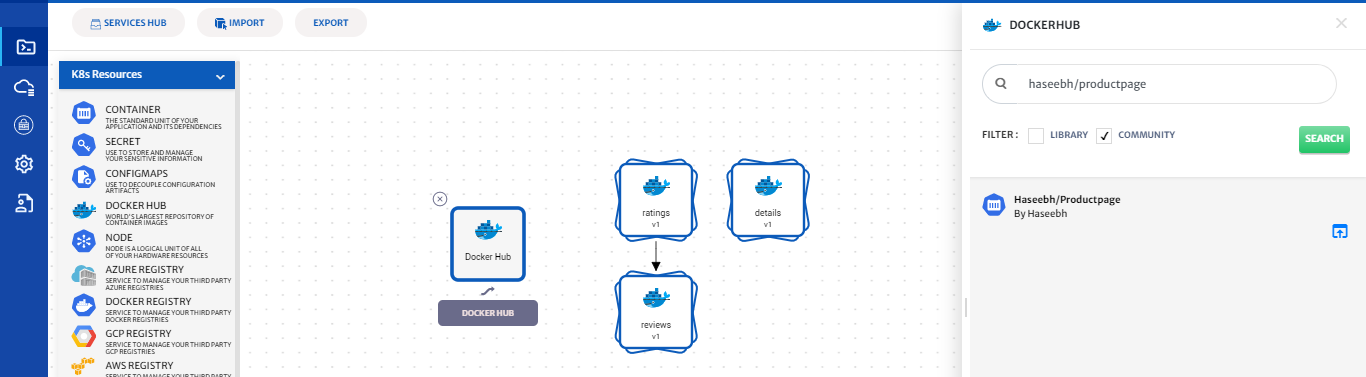 SERVICES HUB
IMPORT
EXPORT
K8s Resources
CONTAINER
THE STANDARD UNIT OF YOUR
APPLICATION AND ITS DEPENDENCIES
SECRET
USE TO STORE AND MANAGE
YOUR SENSITIVE INFORMATION
CONFIGMAPS
USE TO DECOUPLE CONFIGURATION
ARTIFACTS
DOCKER HUB
WORLD'S LARGEST REPOSITORY OF
CONTAINER IMAGES
NODE
NODE IS A LOGICAL UNIT OF ALL
OF YOUR HARDWARE RESOURCES
AZURE REGISTRY
SERVICE TO MANAGE YOUR THIRD PARTY
AZURE REGISTRIES
DOCKER REGISTRY
SERVICE TO MANAGE YOUR THIRD PARTY
DOCKER REGISTRIES
GCP REGISTRY
SERVICE TO MANAGE YOUR THIRD PARTY
GCP REGISTRIES
AWS REGISTRY
SERVICE TO MANAGE YOUR THIRD PARTY
Docker Hub
DOCKER HUB
ratings
v1
details
v1
reviews
v1
DOCKERHUB
haseebh/productpage
FILTER :
LIBRARY
COMMUNITY
SEARCH
Haseebh/Productpage
By Haseebh